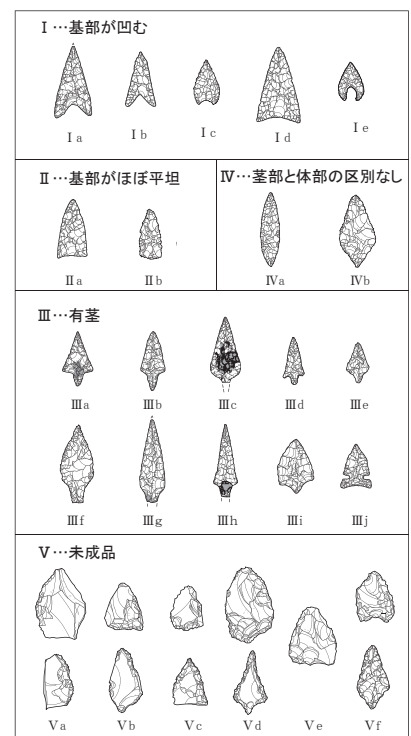 Ⅰ…基部が凹む
Ⅰa Ⅰb Ⅰc Ⅰd Ⅰe
Ⅱ…基部がほぼ平坦
Ⅱa Ⅱb
Ⅳ…茎部と体部の区別なし
Ⅳa Ⅳb
Ⅲ…有茎
Ⅲa Ⅲb Ⅲc Ⅲd Ⅲe
Ⅲf Ⅲg Ⅲh Ⅲi Ⅲj
Ⅴ…未成品
Ⅴa Ⅴb Ⅴc Ⅴd Ⅴe Ⅴf